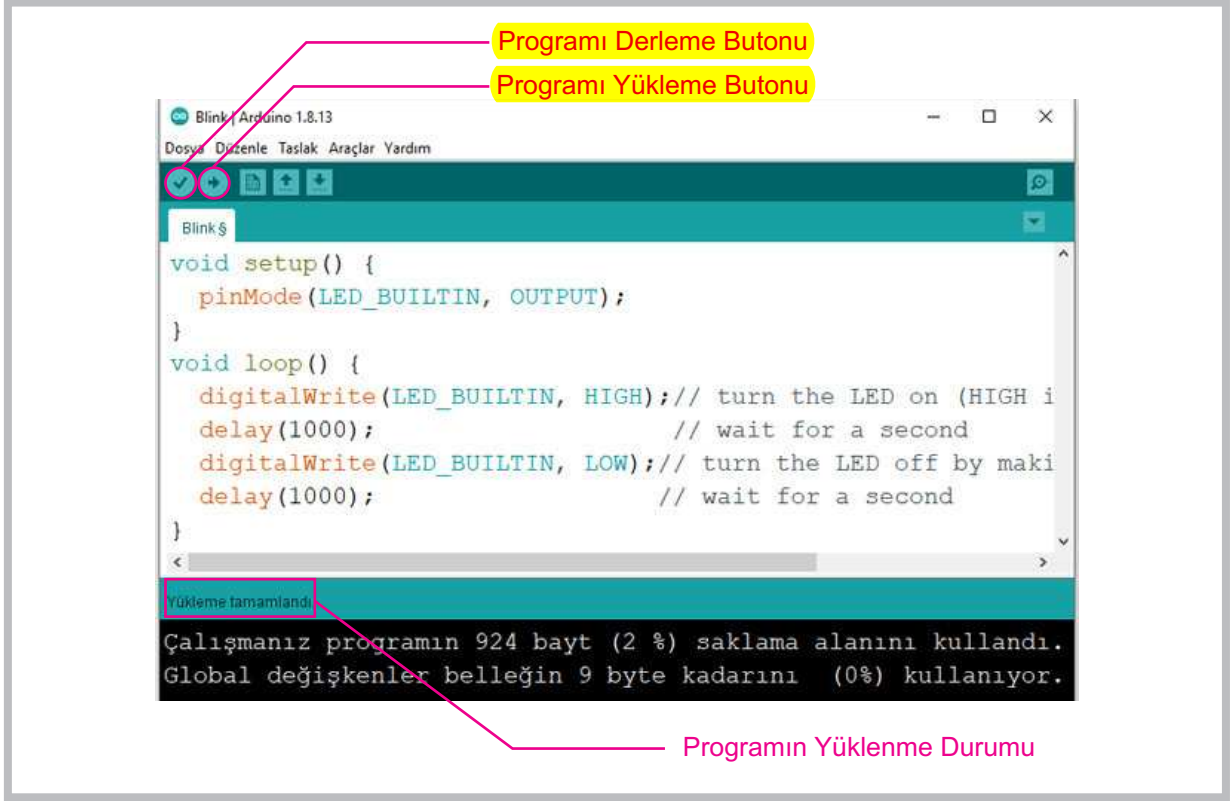 Programı Derleme Butonu
Programı Yükleme Butonu
Blink | Arduino 1.8.13
Dosya Düzenle Taslak Araçlar Yardım
Blink §
void setup() {
  pinMode(LED_BUILTIN, OUTPUT);
}
void loop() {
  digitalWrite(LED_BUILTIN, HIGH);// turn the LED on (HIGH i
  delay(1000);                    // wait for a second
  digitalWrite(LED_BUILTIN, LOW);// turn the LED off by maki
  delay(1000);                   // wait for a second
}
Yükleme tamamlandı.
Çalışmanız programın 924 bayt (2 %) saklama alanını kullandı.
Global değişkenler belleğin 9 byte kadarını  (0%) kullanıyor.
Programın Yüklenme Durumu